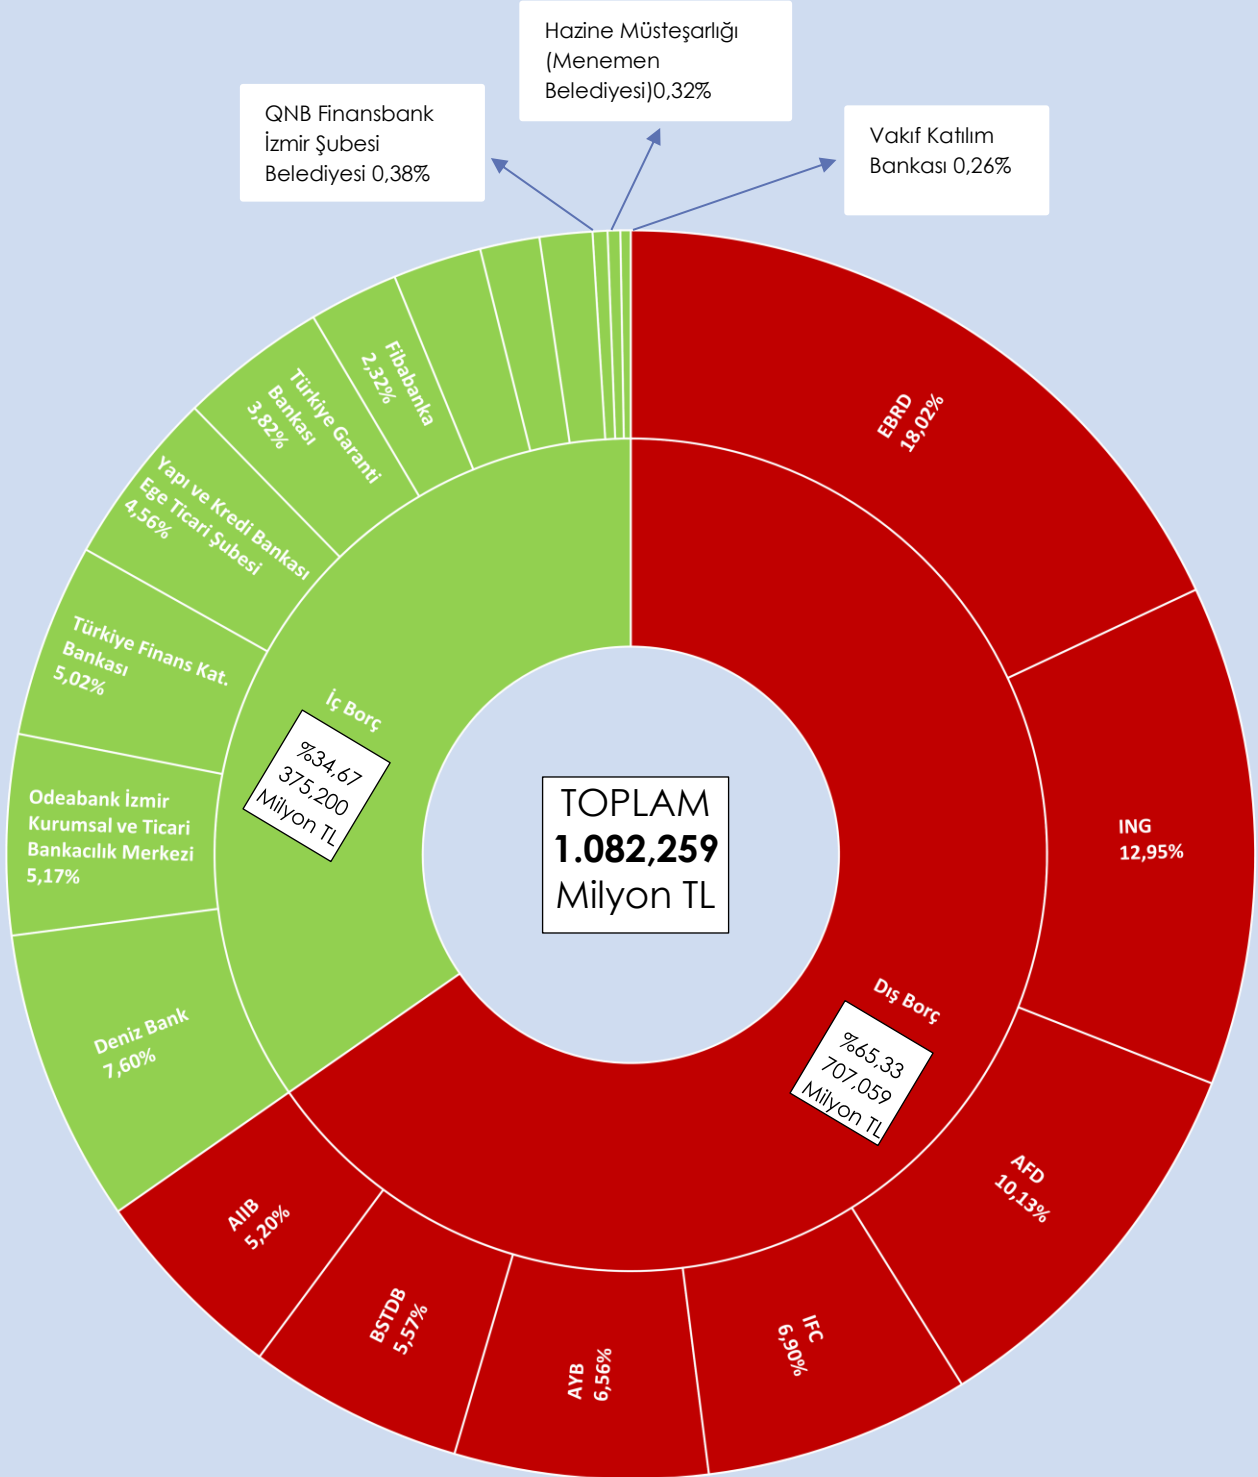 Hazine Müsteşarlığı
(Menemen
Belediyesi)0,32%
QNB Finansbank
İzmir Şubesi
Belediyesi 0,38%
Vakıf Katılım
Bankası 0,26%
EBRD
18,02%
ING
12,95%
AFD
10,13%
IFC
6,90%
AYB
6,56%
BSTDB
5,57%
AIIB
5,20%
Deniz Bank
7,60%
Odeabank İzmir
Kurumsal ve Ticari
Bankacılık Merkezi
5,17%
Türkiye Finans Kat.
Bankası
5,02%
Yapı ve Kredi Bankası
Ege Ticari Şubesi
4,56%
Türkiye Garanti
Bankası
3,82%
Fibabanka
2,32%
İç Borç
%34,67
375,200
Milyon TL
TOPLAM
1.082,259
Milyon TL
Dış Borç
%65,33
707,059
Milyon TL